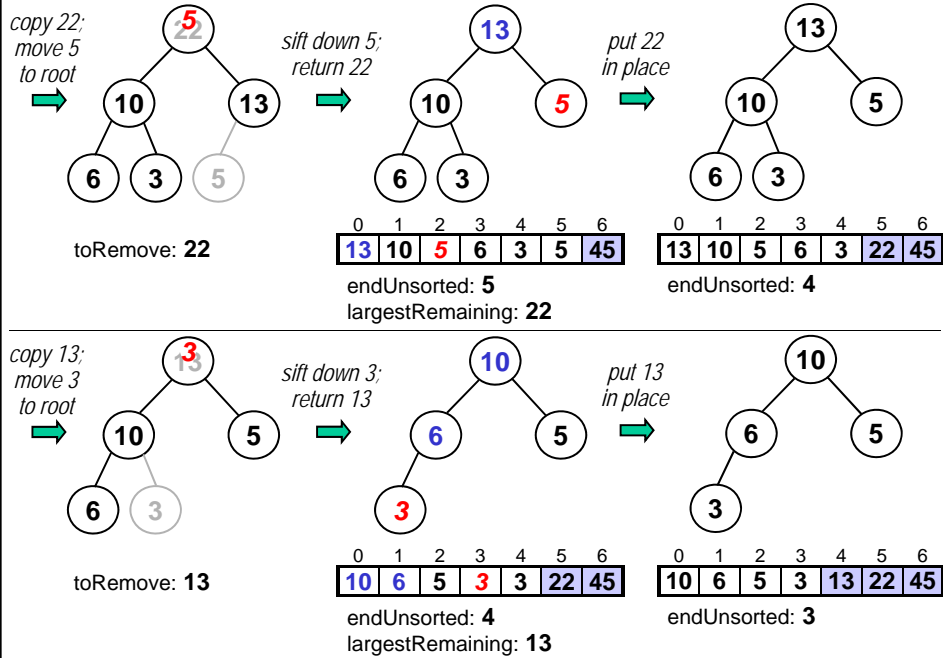 copy 22;
move 5
to root
22 5
10 13
6 3 5
toRemove: 22
sift down 5;
return 22
13
10 5
6 3
0 1 2 3 4 5 6
13 10 5 6 3 5 45
endUnsorted: 5
largestRemaining: 22
put 22
in place
13
10 5
6 3
0 1 2 3 4 5 6
13 10 5 6 3 22 45
endUnsorted: 4
copy 13;
move 3
to root
13 3
10 5
6 3
toRemove: 13
sift down 3;
return 13
10
6 5
3
0 1 2 3 4 5 6
10 6 5 3 3 22 45
endUnsorted: 4
largestRemaining: 13
put 13
in place
10
6 5
3
0 1 2 3 4 5 6
10 6 5 3 13 22 45
endUnsorted: 3